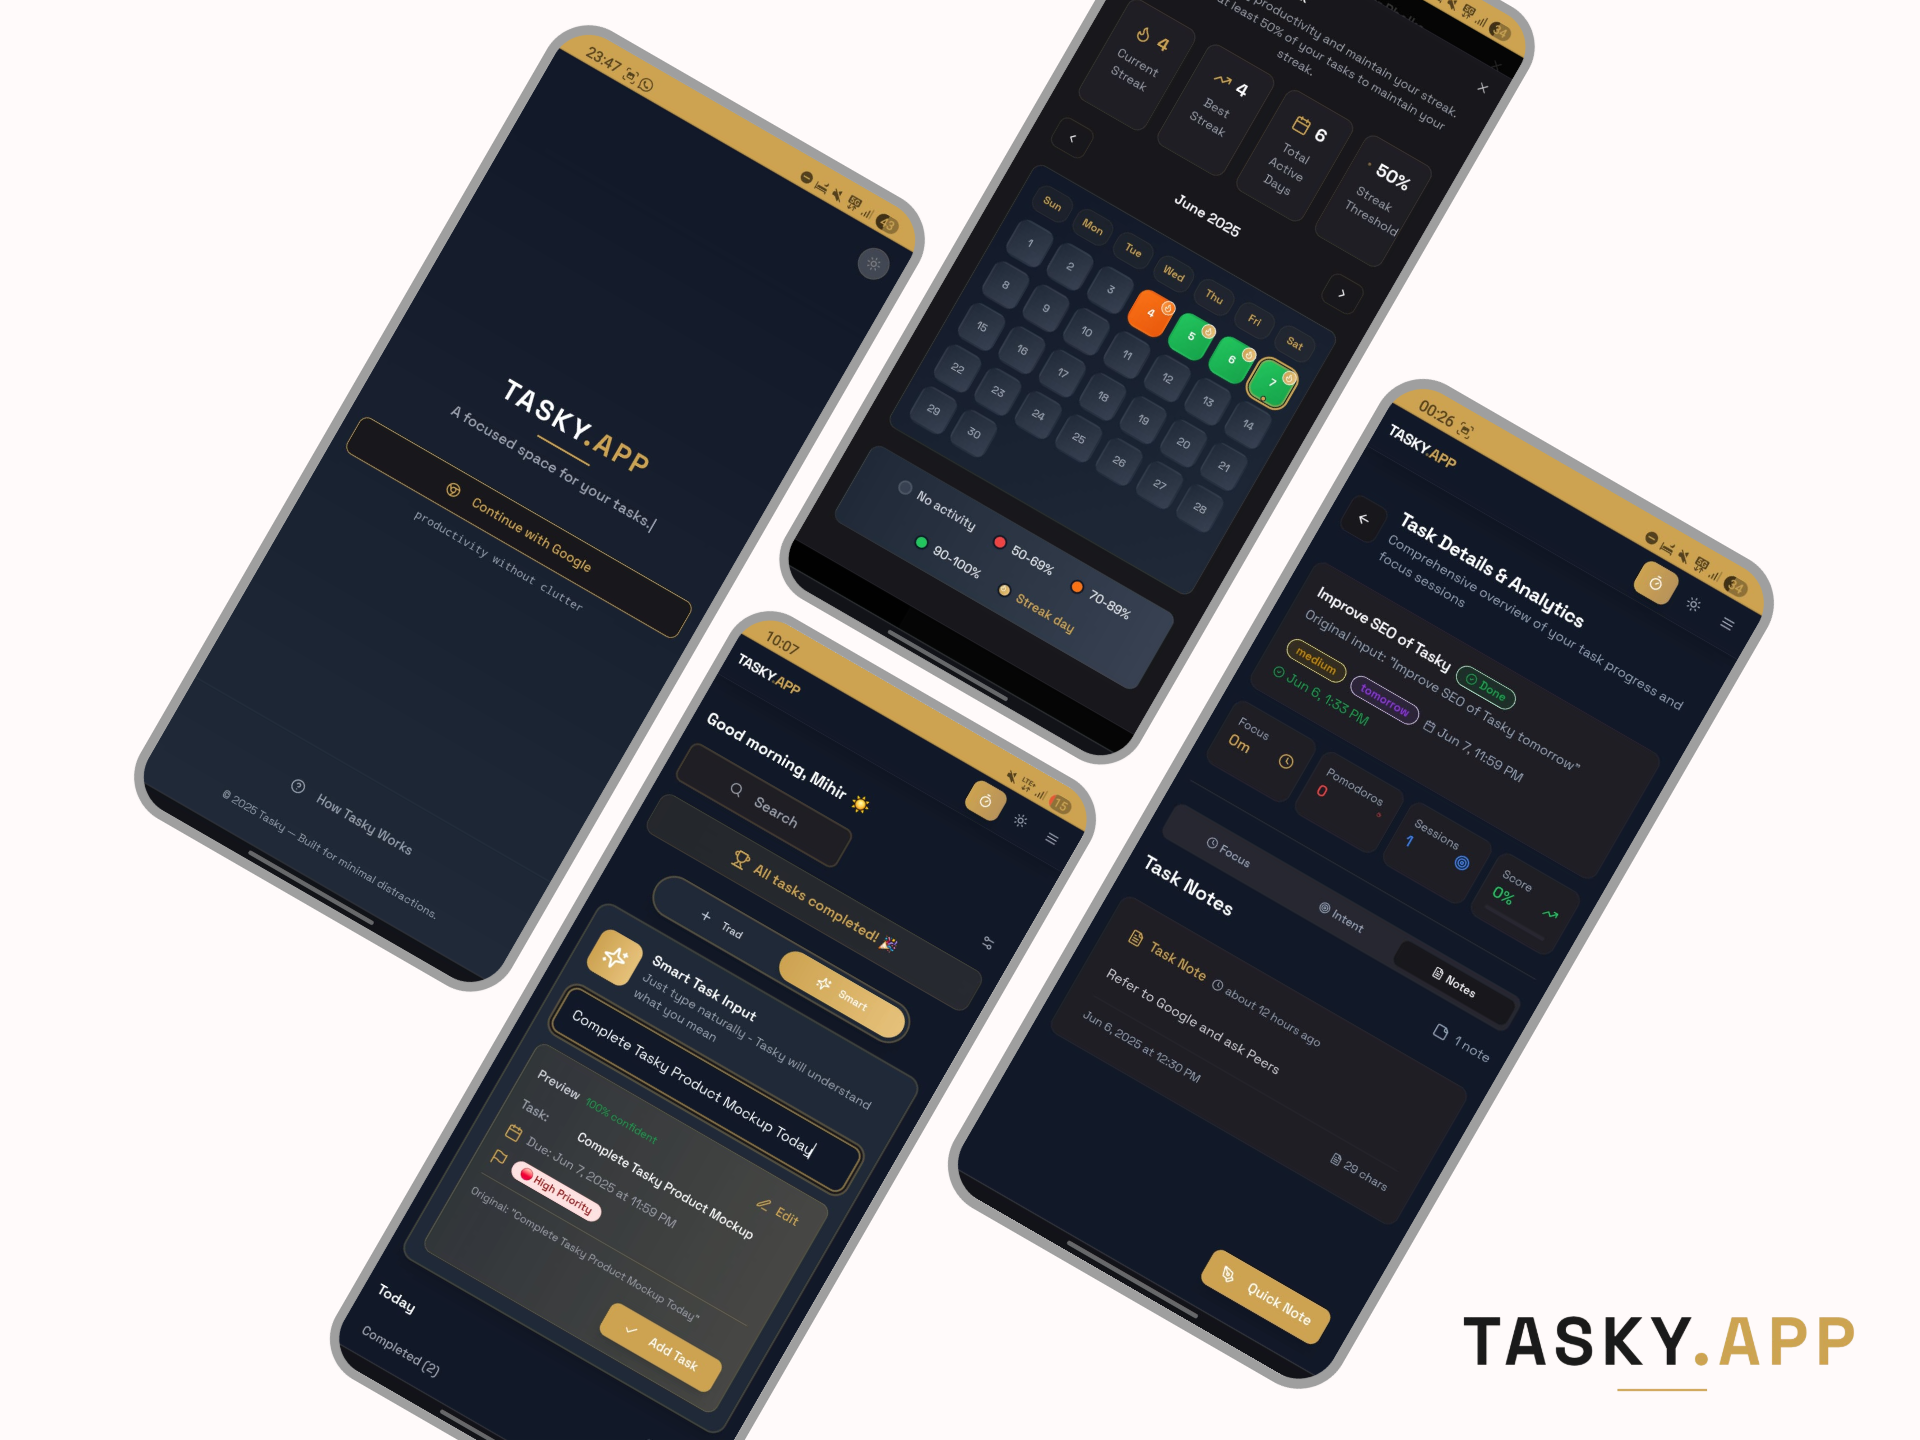 23:47
43
TASKY.APP
A focused space for your tasks.
Continue with Google
productivity without clutter
How Tasky Works
© 2025 Tasky — Built for minimal distractions.
34
productivity and maintain your streak.
at least 50% of your tasks to maintain your
streak.
4
Current
Streak
4
Best
Streak
6
Total
Active
Days
50%
Streak
Threshold
June 2025
Sun Mon Tue Wed Thu Fri Sat
1 2 3 4 5 6 7
8 9 10 11 12 13 14
15 16 17 18 19 20 21
22 23 24 25 26 27 28
29 30
No activity
50-69%
70-89%
90-100%
Streak day
10:07
LTE+
15
TASKY.APP
Good morning, Mihir ☀️
Search
All tasks completed! 🎉
+ Trad
Smart
Smart Task Input
Just type naturally - Tasky will understand
what you mean
Complete Tasky Product Mockup Today
Preview 100% confident
Edit
Task:
Complete Tasky Product Mockup
Due: Jun 7, 2025 at 11:59 PM
High Priority
Original: "Complete Tasky Product Mockup Today"
Add Task
Today
Completed (2)
00:26
34
TASKY.APP
Task Details & Analytics
Comprehensive overview of your task progress and
focus sessions
Improve SEO of Tasky
Done
Original input: "Improve SEO of Tasky tomorrow"
medium
tomorrow
Jun 7, 11:59 PM
Jun 6, 1:33 PM
Focus
0m
Pomodoros
0
Sessions
1
Score
0%
Focus
Intent
Notes
Task Notes
1 note
Task Note
about 12 hours ago
Refer to Google and ask Peers
Jun 6, 2025 at 12:30 PM
29 chars
Quick Note
TASKY.APP